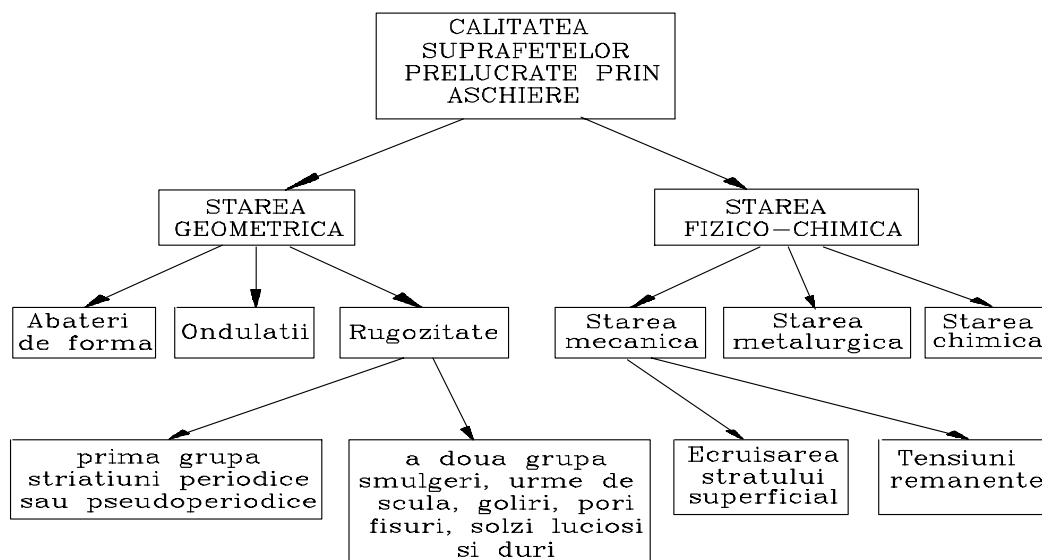 CALITATEA
SUPRAFETELOR
PRELUCRATE PRIN
ASCHIERE
STAREA
GEOMETRICA
STAREA
FIZICO-CHIMICA
Abateri
de forma
Ondulatii
Rugozitate
Starea
mecanica
Starea
metalurgica
Starea
chimica
prima grupa
striatiuni periodice
sau pseudoperiodice
a doua grupa
smulgeri, urme de
scula, goliri, pori
fisuri, solzi luciosi
si duri
Ecruisarea
stratului
superficial
Tensiuni
remanente